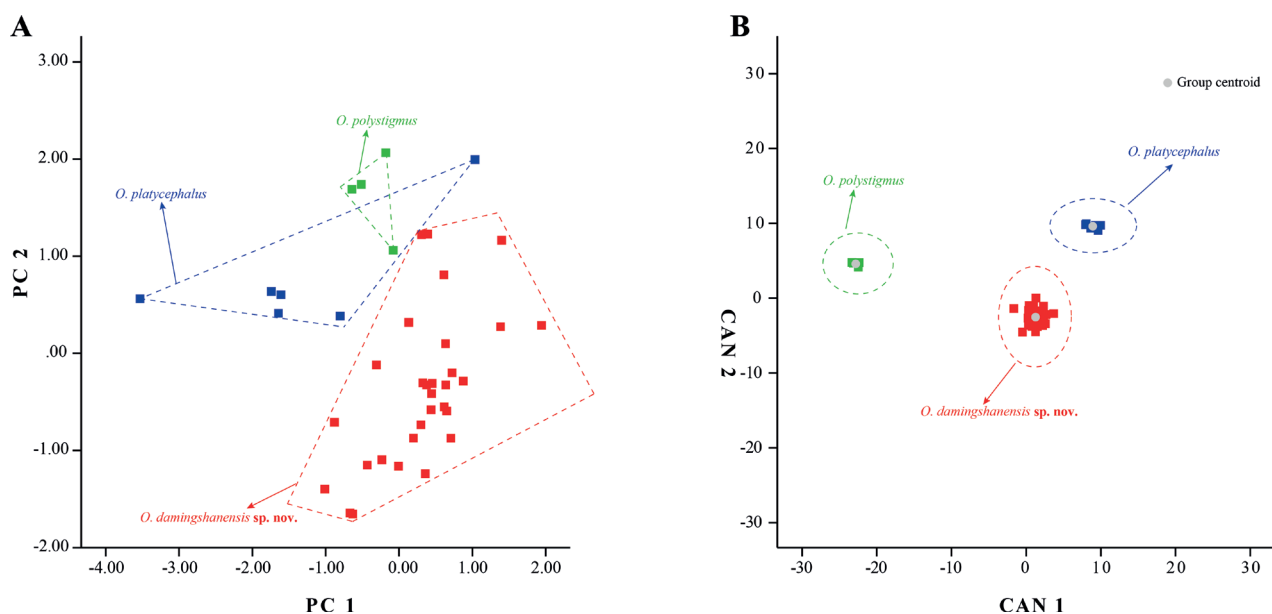 A
3.00
2.00
1.00
.00
-1.00
-2.00
PC 2
-4.00 -3.00 -2.00 -1.00 0.00 1.00 2.00
PC 1
O. polystigmus
O. platycephalus
O. damingshanensis sp. nov.
B
30
20
10
0
-10
-20
-30
CAN 2
-30 -20 -10 0 10 20 30
CAN 1
Group centroid
O. platycephalus
O. polystigmus
O. damingshanensis sp. nov.